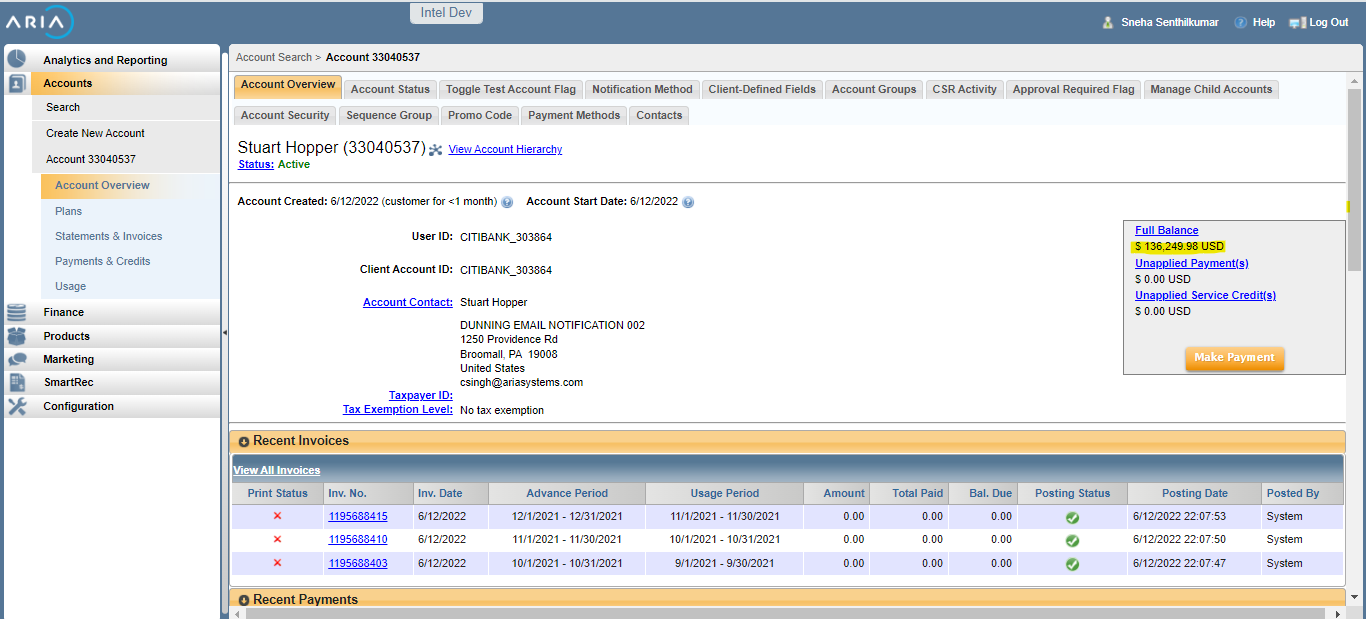 ARIA
Intel Dev
Sneha Senthilkumar Help Log Out
Analytics and Reporting
Accounts
Search
Create New Account
Account 33040537
Account Overview
Plans
Statements & Invoices
Payments & Credits
Usage
Finance
Products
Marketing
SmartRec
Configuration
Account Search > Account 33040537
Account Overview Account Status Toggle Test Account Flag Notification Method Client-Defined Fields Account Groups CSR Activity Approval Required Flag Manage Child Accounts
Account Security Sequence Group Promo Code Payment Methods Contacts
Stuart Hopper (33040537) View Account Hierarchy
Status: Active
Account Created: 6/12/2022 (customer for <1 month) Account Start Date: 6/12/2022
User ID: CITIBANK_303864
Client Account ID: CITIBANK_303864
Account Contact: Stuart Hopper
DUNNING EMAIL NOTIFICATION 002
1250 Providence Rd
Broomall, PA 19008
United States
csingh@ariasystems.com
Taxpayer ID:
Tax Exemption Level: No tax exemption
Full Balance
$ 136,249.98 USD
Unapplied Payment(s)
$ 0.00 USD
Unapplied Service Credit(s)
$ 0.00 USD
Make Payment
Recent Invoices
View All Invoices
Print Status Inv. No. Inv. Date Advance Period Usage Period Amount Total Paid Bal. Due Posting Status Posting Date Posted By
1195688415 6/12/2022 12/1/2021 - 12/31/2021 11/1/2021 - 11/30/2021 0.00 0.00 0.00 6/12/2022 22:07:53 System
1195688410 6/12/2022 11/1/2021 - 11/30/2021 10/1/2021 - 10/31/2021 0.00 0.00 0.00 6/12/2022 22:07:50 System
1195688403 6/12/2022 10/1/2021 - 10/31/2021 9/1/2021 - 9/30/2021 0.00 0.00 0.00 6/12/2022 22:07:47 System
Recent Payments